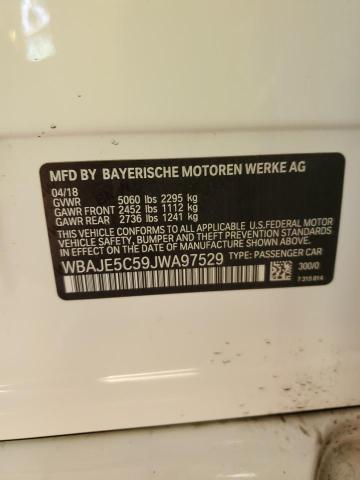 MFD BY BAYERISCHE MOTOREN WERKE AG
04/18
GVWR 5060 lbs 2295 kg
GAWR FRONT 2452 lbs 1112 kg
GAWR REAR 2736 lbs 1241 kg
THIS VEHICLE CONFORMS TO ALL APPLICABLE U.S.FEDERAL MOTOR
VEHICLE SAFETY, BUMPER, AND THEFT PREVENTION STANDARDS
IN EFFECT ON THE DATE OF MANUFACTURE SHOWN ABOVE.
WBAJE5C59JWA97529 TYPE: PASSENGER CAR
300/0
7 315 814